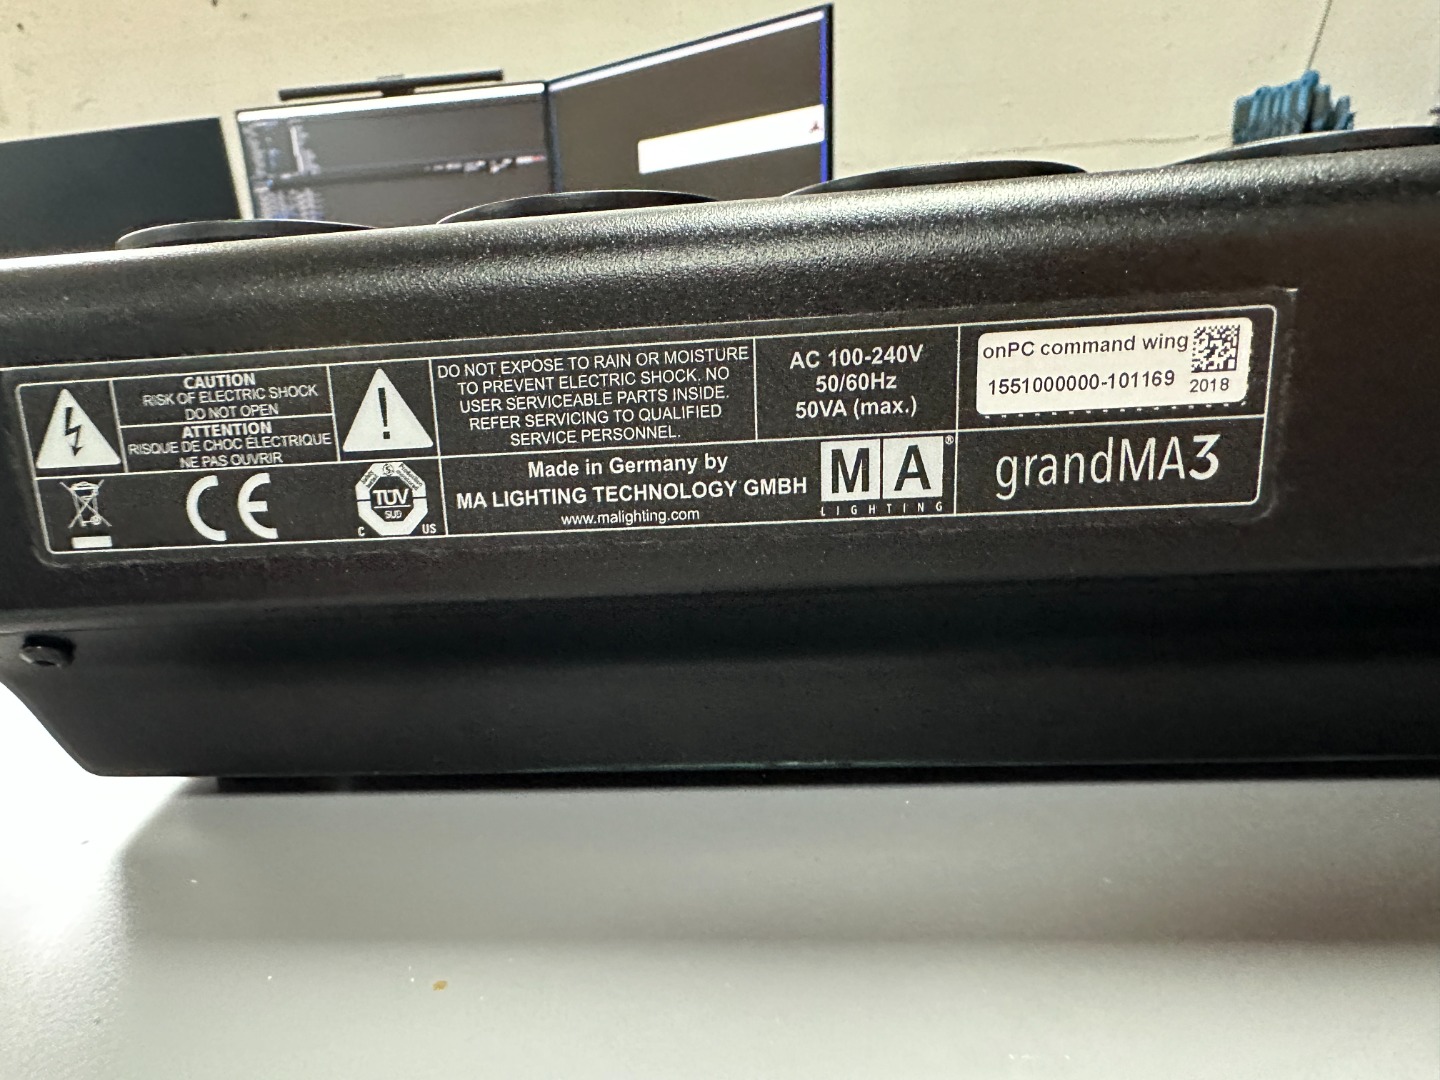 CAUTION
RISK OF ELECTRIC SHOCK
DO NOT OPEN
ATTENTION
RISQUE DE CHOC ÉLECTRIQUE
NE PAS OUVRIR
DO NOT EXPOSE TO RAIN OR MOISTURE
TO PREVENT ELECTRIC SHOCK. NO
USER SERVICEABLE PARTS INSIDE.
REFER SERVICING TO QUALIFIED
SERVICE PERSONNEL.
AC 100-240V
50/60Hz
50VA (max.)
onPC command wing
1551000000-101169
2018
CE
TÜV
SUD
C US
Made in Germany by
MA LIGHTING TECHNOLOGY GMBH
www.malighting.com
MA®
LIGHTING
grandMA3